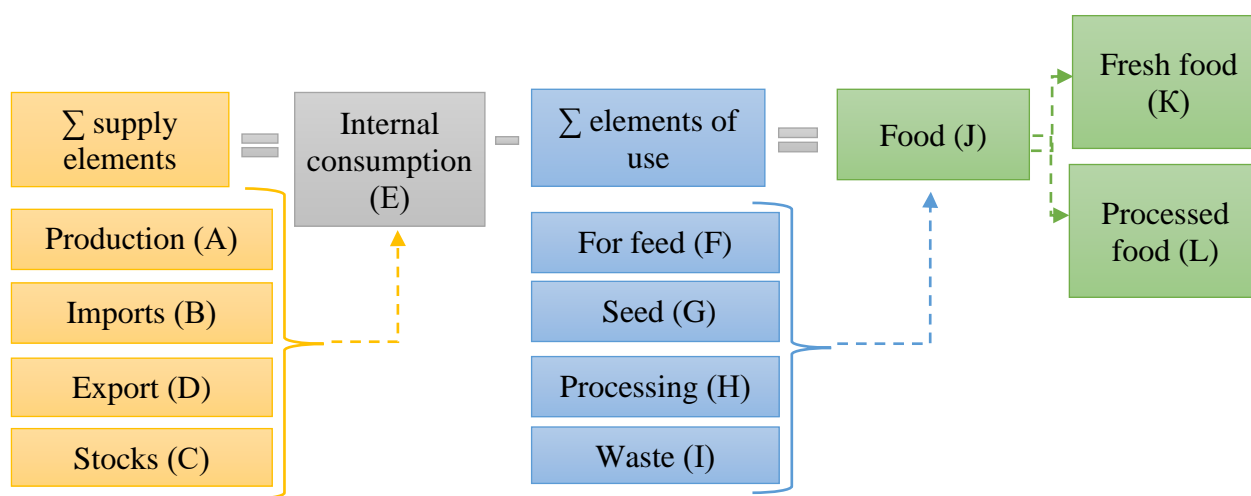 ∑ supply
elements
=
Internal
consumption
(E)
-
∑ elements of
use
=
Food (J)
Fresh food
(K)
Processed
food (L)
Production (A)
Imports (B)
Export (D)
Stocks (C)
For feed (F)
Seed (G)
Processing (H)
Waste (I)